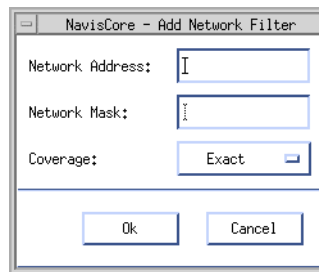 NavisCore - Add Network Filter
Network Address:
Network Mask:
Coverage: Exact
Ok Cancel